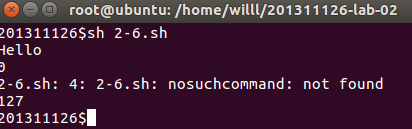 root@ubuntu: /home/willl/201311126-lab-02
201311126$sh 2-6.sh
Hello
0
2-6.sh: 4: 2-6.sh: nosuchcommand: not found
127
201311126$